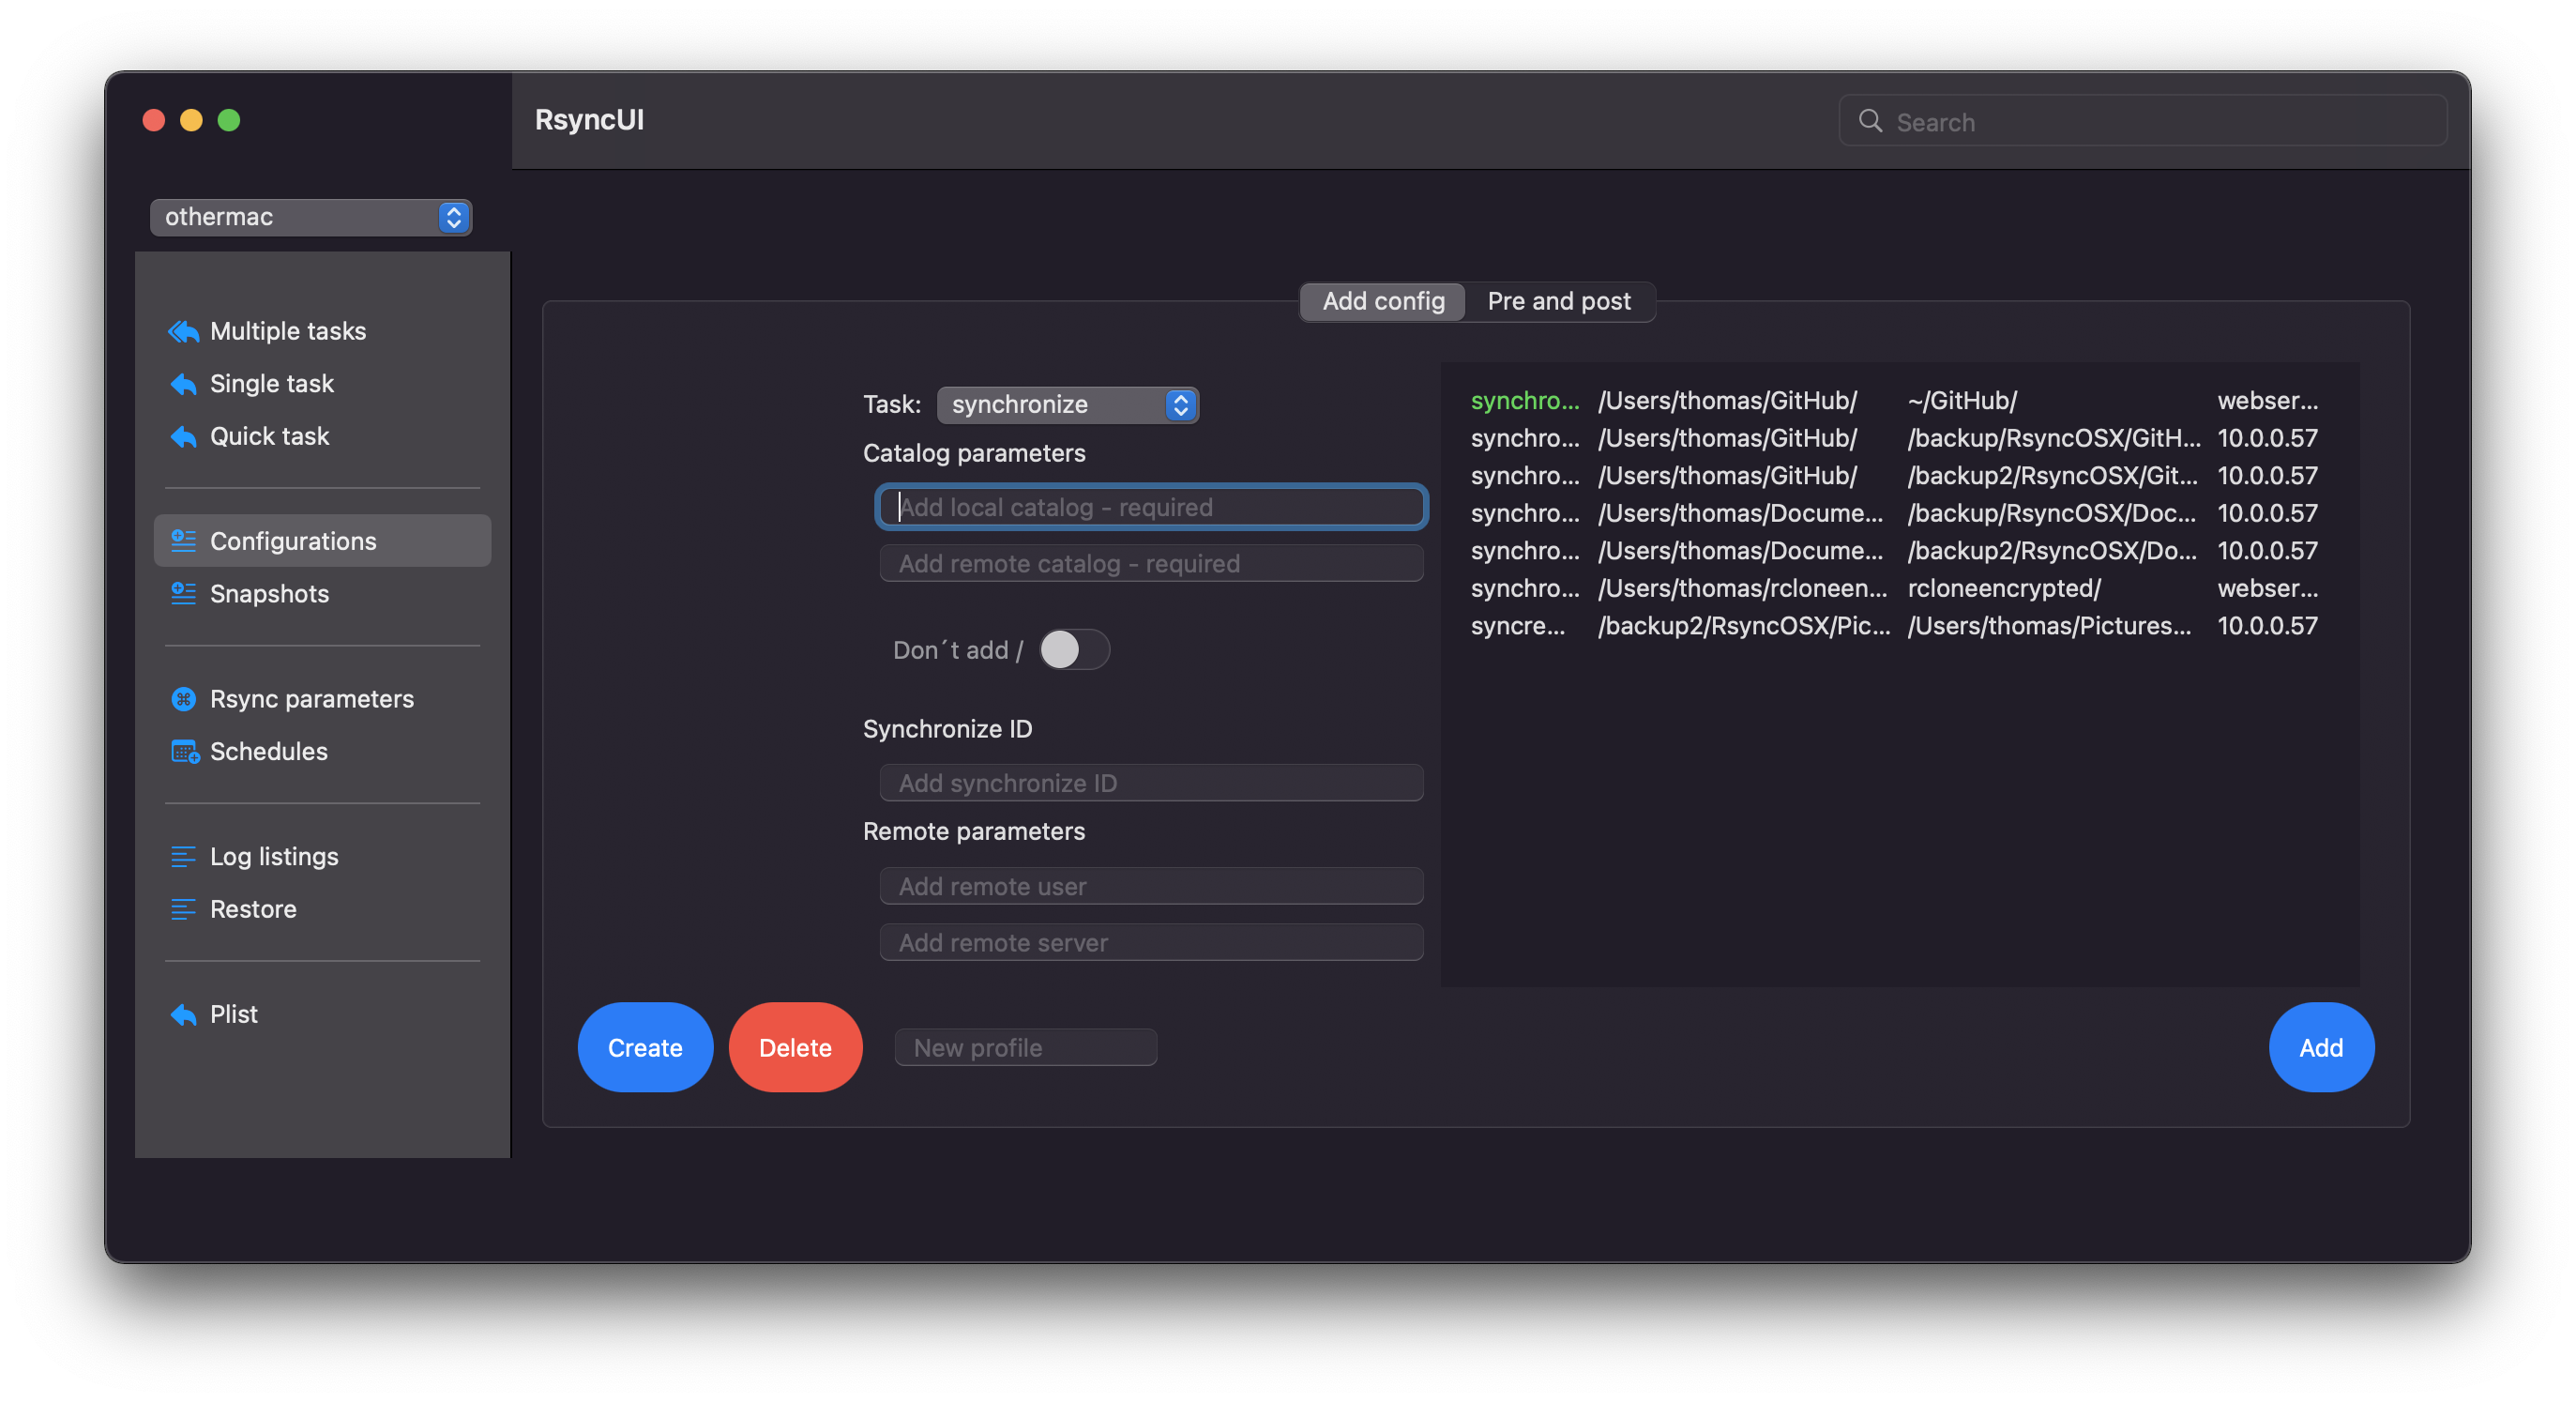 RsyncUI
Search
othermac
Multiple tasks
Single task
Quick task
Configurations
Snapshots
Rsync parameters
Schedules
Log listings
Restore
Plist
Add config Pre and post
Task: synchronize
Catalog parameters
Add local catalog - required
Add remote catalog - required
Don´t add /
Synchronize ID
Add synchronize ID
Remote parameters
Add remote user
Add remote server
synchro... /Users/thomas/GitHub/ ~/GitHub/ webser...
synchro... /Users/thomas/GitHub/ /backup/RsyncOSX/GitH... 10.0.0.57
synchro... /Users/thomas/GitHub/ /backup2/RsyncOSX/Git... 10.0.0.57
synchro... /Users/thomas/Docume... /backup/RsyncOSX/Doc... 10.0.0.57
synchro... /Users/thomas/Docume... /backup2/RsyncOSX/Do... 10.0.0.57
synchro... /Users/thomas/rcloneen... rcloneencrypted/ webser...
syncre... /backup2/RsyncOSX/Pic... /Users/thomas/Pictures... 10.0.0.57
Create Delete New profile Add